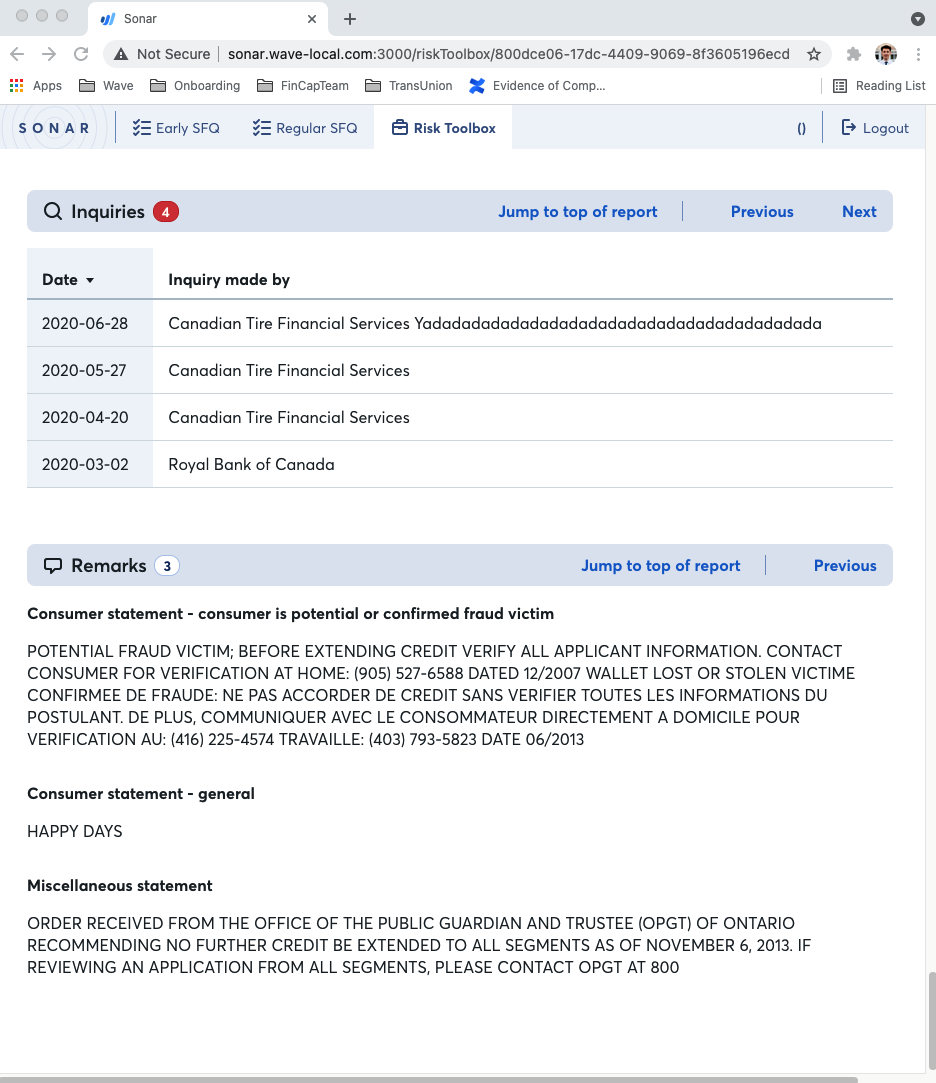 Sonar
Not Secure sonar.wave-local.com:3000/riskToolbox/800dce06-17dc-4409-9069-8f3605196ecd
Apps Wave Onboarding FinCapTeam TransUnion Evidence of Comp... Reading List
SONAR Early SFQ Regular SFQ Risk Toolbox () Logout
Inquiries 4 Jump to top of report Previous Next
Date Inquiry made by
2020-06-28 Canadian Tire Financial Services Yadadadadadadadadadadadadadadadadadadadada
2020-05-27 Canadian Tire Financial Services
2020-04-20 Canadian Tire Financial Services
2020-03-02 Royal Bank of Canada
Remarks 3 Jump to top of report Previous
Consumer statement - consumer is potential or confirmed fraud victim
POTENTIAL FRAUD VICTIM; BEFORE EXTENDING CREDIT VERIFY ALL APPLICANT INFORMATION. CONTACT
CONSUMER FOR VERIFICATION AT HOME: (905) 527-6588 DATED 12/2007 WALLET LOST OR STOLEN VICTIME
CONFIRMEE DE FRAUDE: NE PAS ACCORDER DE CREDIT SANS VERIFIER TOUTES LES INFORMATIONS DU
POSTULANT. DE PLUS, COMMUNIQUER AVEC LE CONSOMMATEUR DIRECTEMENT A DOMICILE POUR
VERIFICATION AU: (416) 225-4574 TRAVAILLE: (403) 793-5823 DATE 06/2013
Consumer statement - general
HAPPY DAYS
Miscellaneous statement
ORDER RECEIVED FROM THE OFFICE OF THE PUBLIC GUARDIAN AND TRUSTEE (OPGT) OF ONTARIO
RECOMMENDING NO FURTHER CREDIT BE EXTENDED TO ALL SEGMENTS AS OF NOVEMBER 6, 2013. IF
REVIEWING AN APPLICATION FROM ALL SEGMENTS, PLEASE CONTACT OPGT AT 800